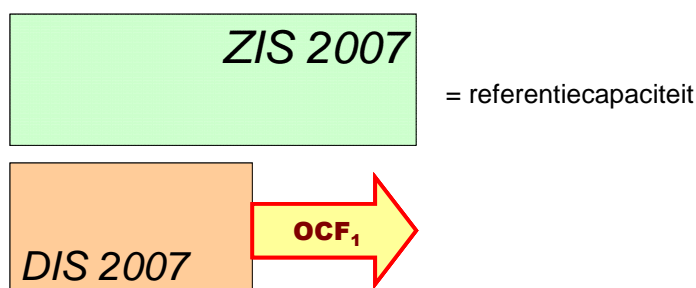 ZIS 2007
= referentiecapaciteit
OCF₁
DIS 2007